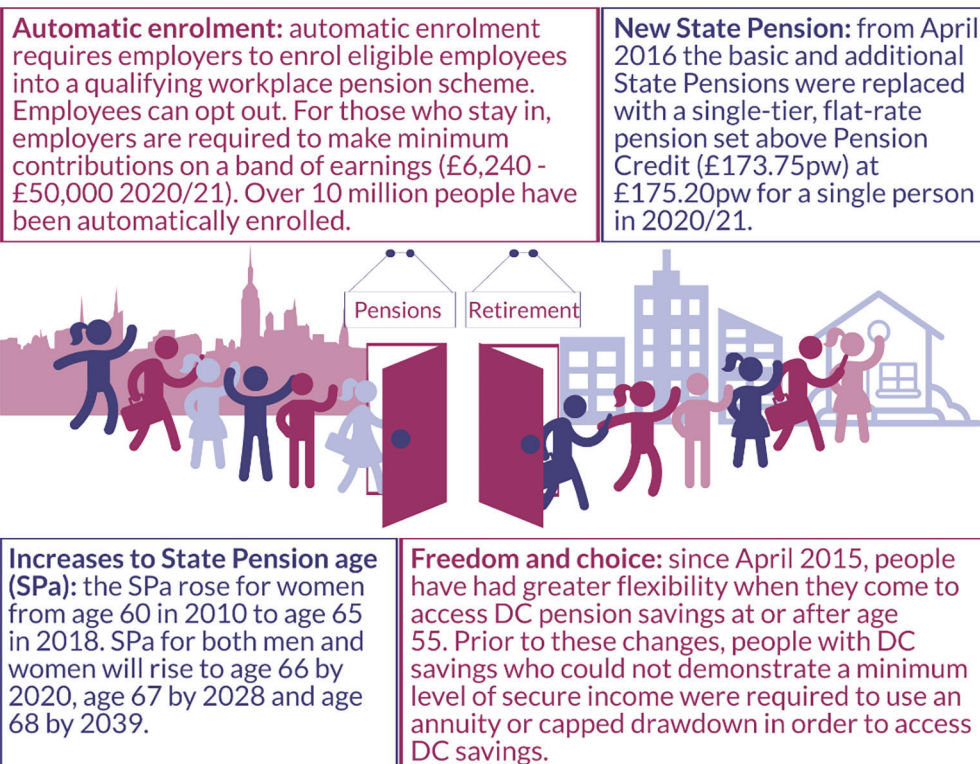 Automatic enrolment: automatic enrolment
requires employers to enrol eligible employees
into a qualifying workplace pension scheme.
Employees can opt out. For those who stay in,
employers are required to make minimum
contributions on a band of earnings (£6,240 -
£50,000 2020/21). Over 10 million people have
been automatically enrolled.
New State Pension: from April
2016 the basic and additional
State Pensions were replaced
with a single-tier, flat-rate
pension set above Pension
Credit (£173.75pw) at
£175.20pw for a single person
in 2020/21.
Pensions
Retirement
Increases to State Pension age
(SPa): the SPa rose for women
from age 60 in 2010 to age 65
in 2018. SPa for both men and
women will rise to age 66 by
2020, age 67 by 2028 and age
68 by 2039.
Freedom and choice: since April 2015, people
have had greater flexibility when they come to
access DC pension savings at or after age
55. Prior to these changes, people with DC
savings who could not demonstrate a minimum
level of secure income were required to use an
annuity or capped drawdown in order to access
DC savings.